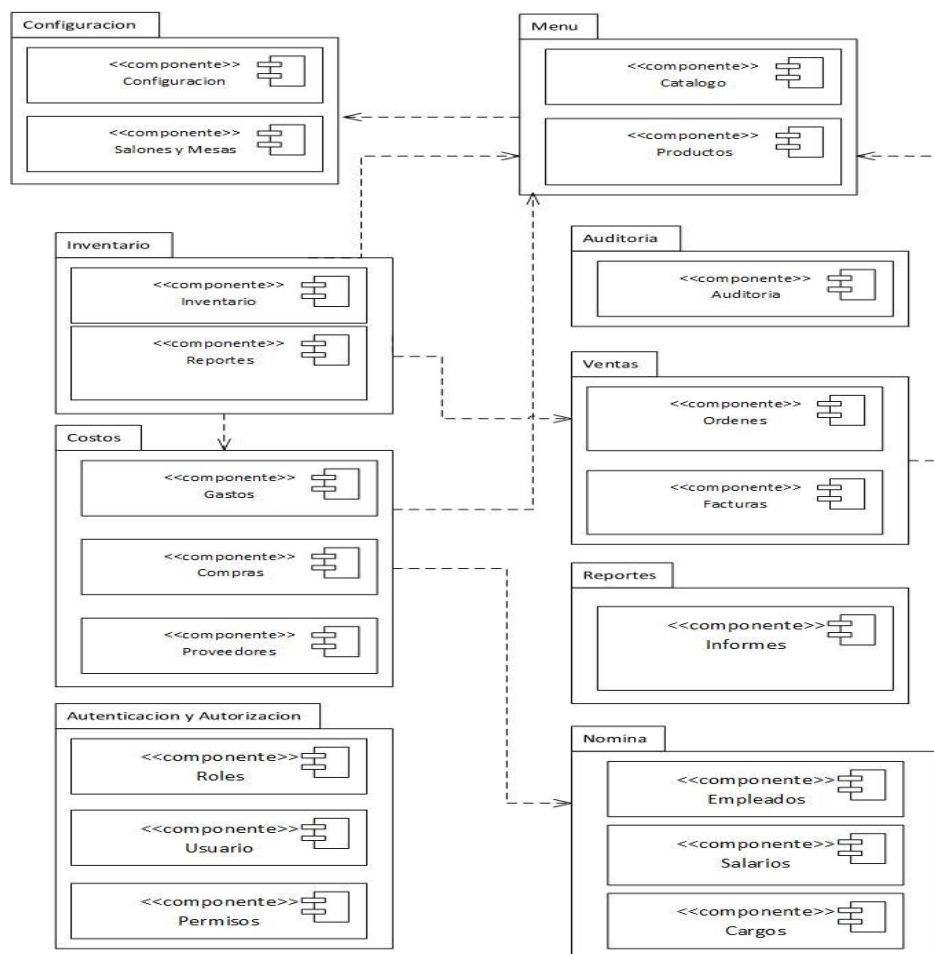 Configuracion
<<componente>>
Configuracion
<<componente>>
Salones y Mesas
Menu
<<componente>>
Catalogo
<<componente>>
Productos
Inventario
<<componente>>
Inventario
<<componente>>
Reportes
Auditoria
<<componente>>
Auditoria
Ventas
<<componente>>
Ordenes
<<componente>>
Facturas
Costos
<<componente>>
Gastos
<<componente>>
Compras
<<componente>>
Proveedores
Reportes
<<componente>>
Informes
Autenticacion y Autorizacion
<<componente>>
Roles
<<componente>>
Usuario
<<componente>>
Permisos
Nomina
<<componente>>
Empleados
<<componente>>
Salarios
<<componente>>
Cargos